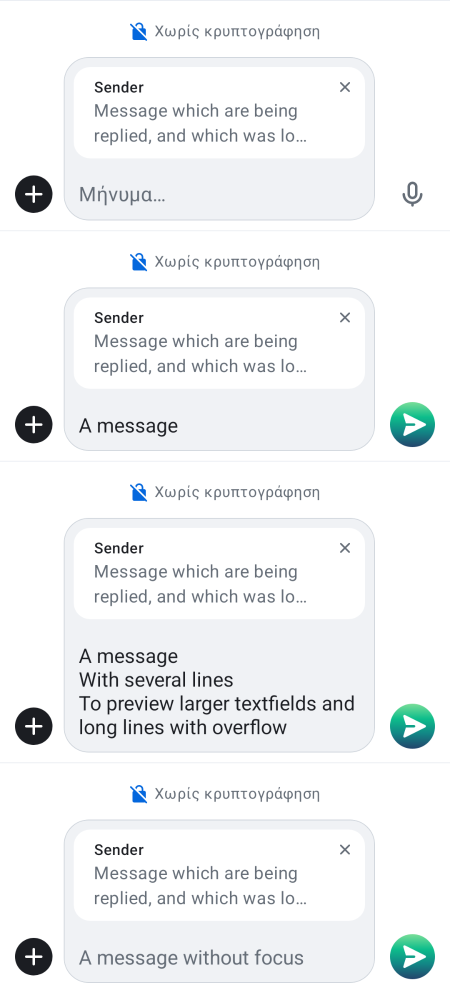 Χωρίς κρυπτογράφηση
Sender
Message which are being
replied, and which was lo…
Μήνυμα…
Χωρίς κρυπτογράφηση
Sender
Message which are being
replied, and which was lo…
A message
Χωρίς κρυπτογράφηση
Sender
Message which are being
replied, and which was lo…
A message
With several lines
To preview larger textfields and
long lines with overflow
Χωρίς κρυπτογράφηση
Sender
Message which are being
replied, and which was lo…
A message without focus